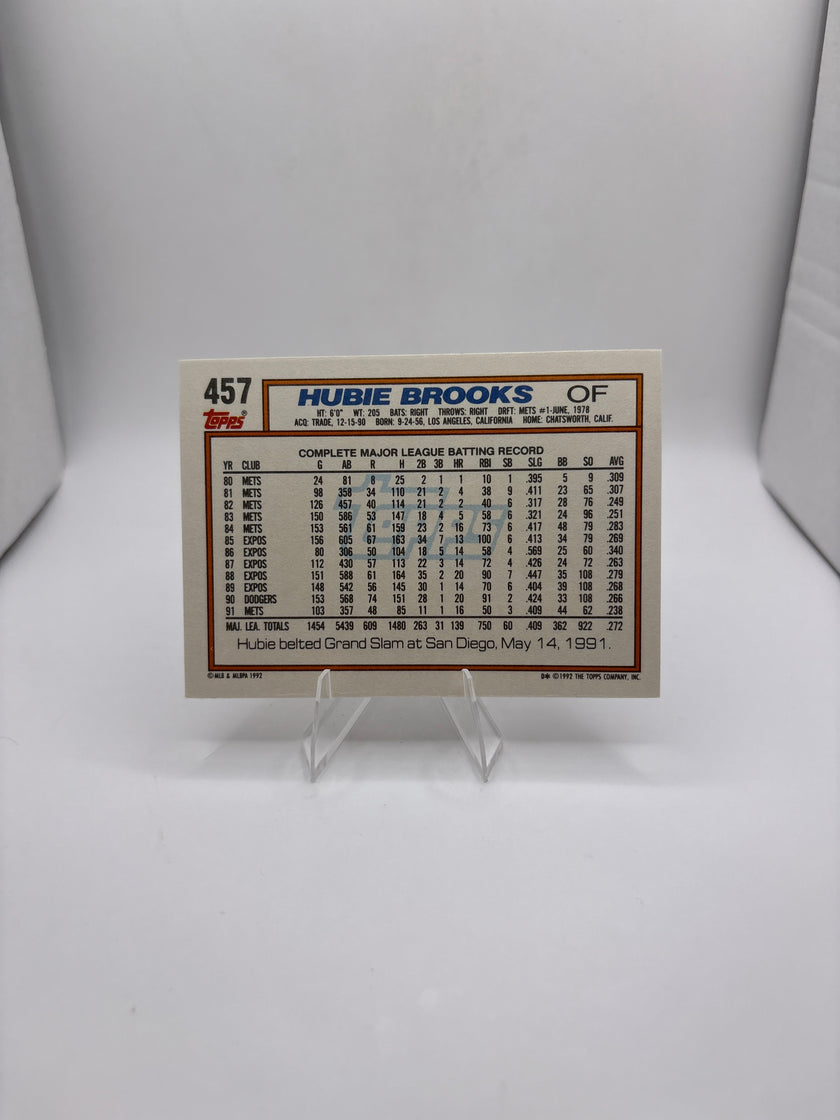 457
HUBIE BROOKS OF
Topps®
HT: 6'0" WT: 205 BATS: RIGHT THROWS: RIGHT DRFT: METS #1-JUNE, 1978
ACQ: TRADE, 12-15-90 BORN: 9-24-56, LOS ANGELES, CALIFORNIA HOME: CHATSWORTH, CALIF.
COMPLETE MAJOR LEAGUE BATTING RECORD
YR CLUB G AB R H 2B 3B HR RBI SB SLG BB SO AVG
80 METS 24 81 8 25 2 1 1 10 1 .395 5 9 .309
81 METS 98 358 34 110 21 2 4 38 9 .411 23 65 .307
82 METS 126 457 40 114 21 2 2 40 6 .317 28 76 .249
83 METS 150 586 53 147 18 4 5 58 6 .321 24 96 .251
84 METS 153 561 61 159 23 2 16 73 6 .417 48 79 .283
85 EXPOS 156 605 67 163 34 7 13 100 6 .413 34 79 .269
86 EXPOS 80 306 50 104 18 5 14 58 4 .569 25 60 .340
87 EXPOS 112 430 57 113 22 3 14 72 4 .426 24 72 .263
88 EXPOS 151 588 61 164 35 2 20 90 7 .447 35 108 .279
89 EXPOS 148 542 56 145 30 1 14 70 6 .404 39 108 .268
90 DODGERS 153 568 74 151 28 1 20 91 2 .424 33 108 .266
91 METS 103 357 48 85 11 1 16 50 3 .409 44 62 .238
MAJ. LEA. TOTALS 1454 5439 609 1480 263 31 139 750 60 .409 362 922 .272
Hubie belted Grand Slam at San Diego, May 14, 1991.
©MLB & MLBPA 1992 D* ©1992 THE TOPPS COMPANY, INC.